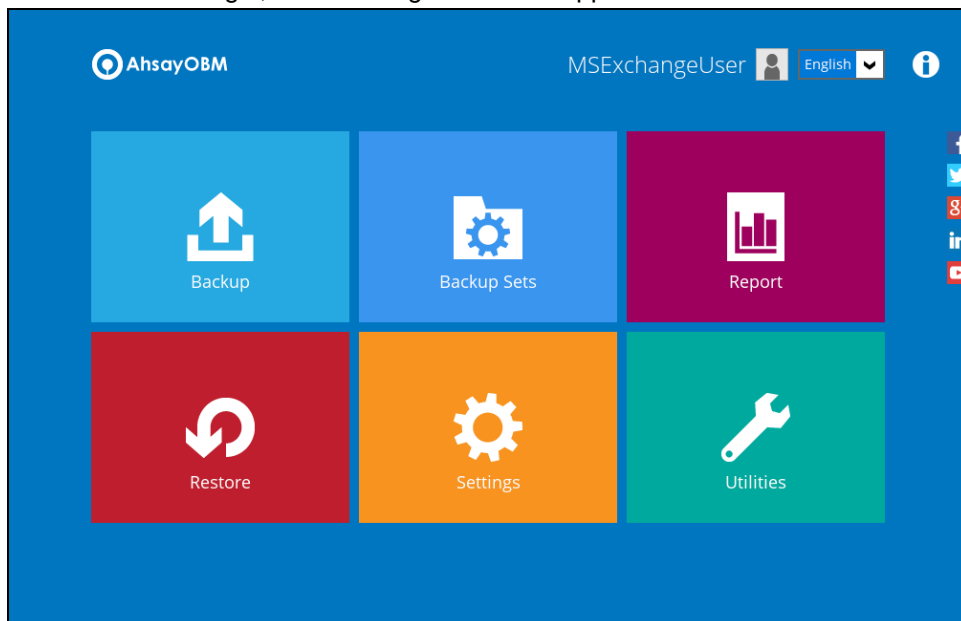 AhsayOBM
MSExchangeUser English
Backup
Backup Sets
Report
Restore
Settings
Utilities